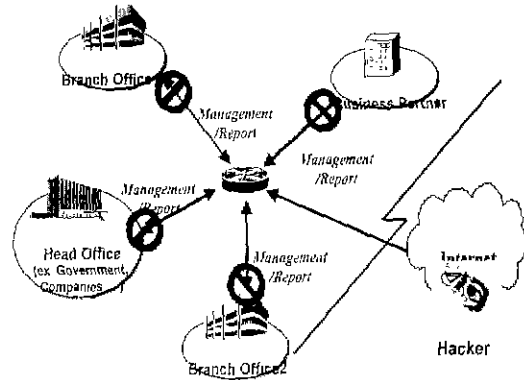 Branch Office
Business Partner
Management
/Report
Management
/Report
Management
/Report
Head Office
(ex Government,
Companies
Management
/Report
Internet
Branch Office2
Hacker